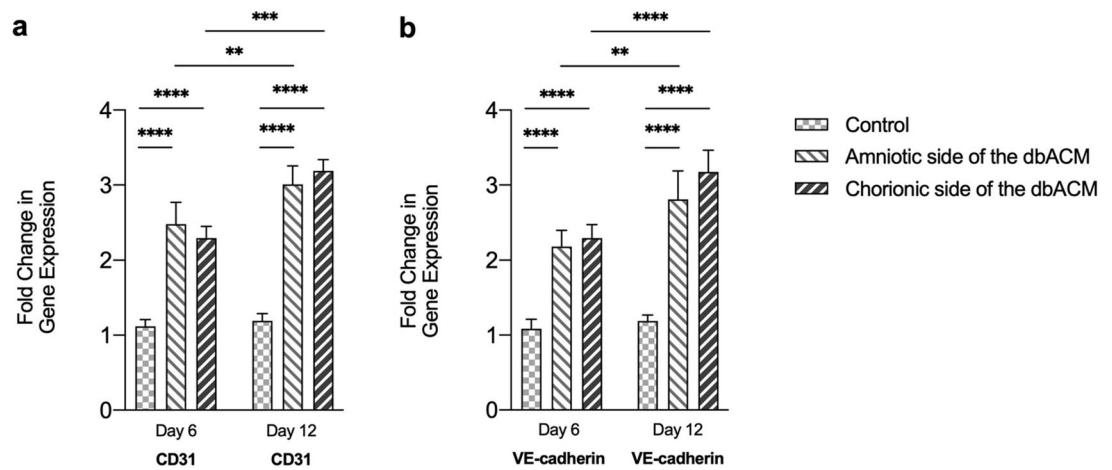 a
***
**
**** ****
**** ****
Fold Change in
Gene Expression
4
3
2
1
0
Day 6 Day 12
CD31 CD31
b
****
**
**** ****
**** ****
Fold Change in
Gene Expression
4
3
2
1
0
Day 6 Day 12
VE-cadherin VE-cadherin
Control
Amniotic side of the dbACM
Chorionic side of the dbACM